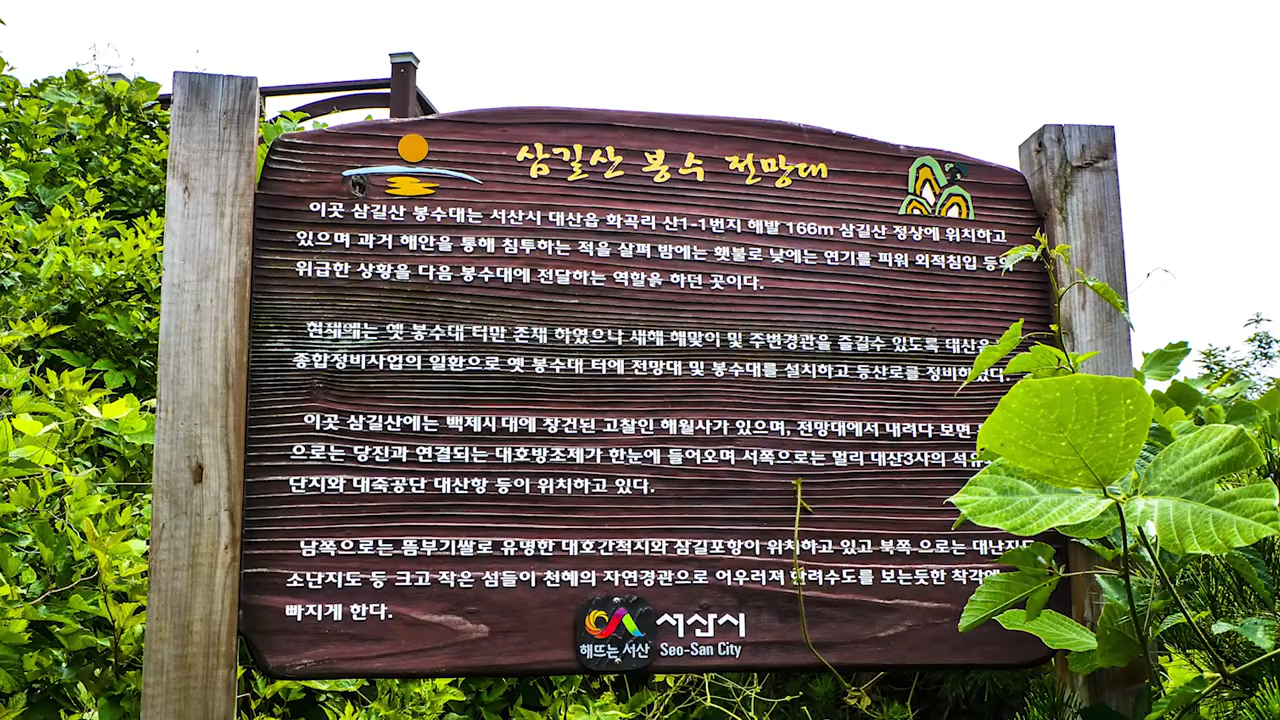 삼길산 봉수 전망대
이곳 삼길산 봉수대는 서산시 대산읍 화곡리 산1-1번지 해발 166m 삼길산 정상에 위치하고
있으며 과거 해안을 통해 침투하는 적을 살펴 밤에는 횃불로 낮에는 연기를 피워 외적침입 등의
위급한 상황을 다음 봉수대에 전달하는 역할을 하던 곳이다.
현재에는 옛 봉수대 터만 존재 하였으나 새해 해맞이 및 주변경관을 즐길수 있도록
종합정비사업의 일환으로 옛 봉수대 터에 전망대 및 봉수대를 설치하고 등산로를 정비하였다.
이곳 삼길산에는 백제시대에 창건된 고찰인 해월사가 있으며, 전망대에서 내려다 보면
으로는 당진과 연결되는 대호방조제가 한눈에 들어오며 서쪽으로는 멀리 대산3사의
단지와 대죽공단 대산항 등이 위치하고 있다.
남쪽으로는 뜸부기쌀로 유명한 대호간척지와 삼길포항이 위치하고 있고 북쪽 으로는 대난지도
소난지도 등 크고 작은 섬들이 천혜의 자연경관으로 어우러져 한려수도를 보는듯한 착각에
빠지게 한다.
해뜨는 서산
서산시
Seo-San City